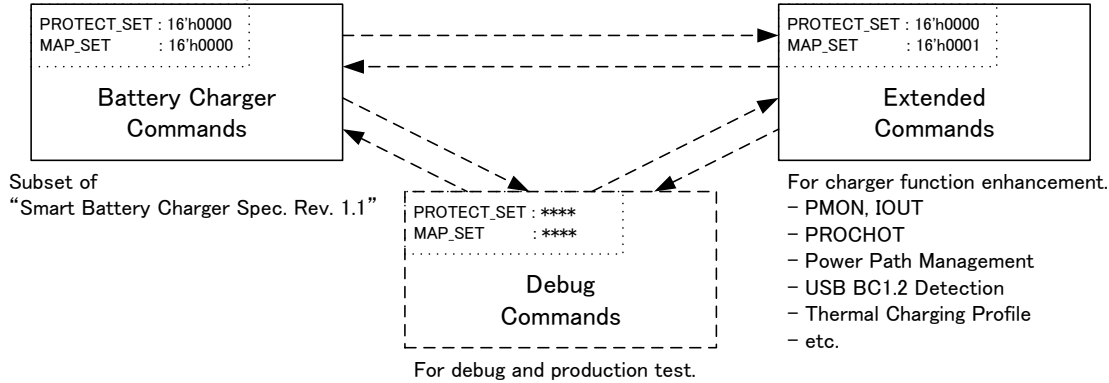 PROTECT_SET : 16'h0000
MAP_SET : 16'h0000
Battery Charger
Commands
Subset of
“Smart Battery Charger Spec. Rev. 1.1”
PROTECT_SET : 16'h0000
MAP_SET : 16'h0001
Extended
Commands
For charger function enhancement.
- PMON, IOUT
- PROCHOT
- Power Path Management
- USB BC1.2 Detection
- Thermal Charging Profile
- etc.
PROTECT_SET : ****
MAP_SET : ****
Debug
Commands
For debug and production test.